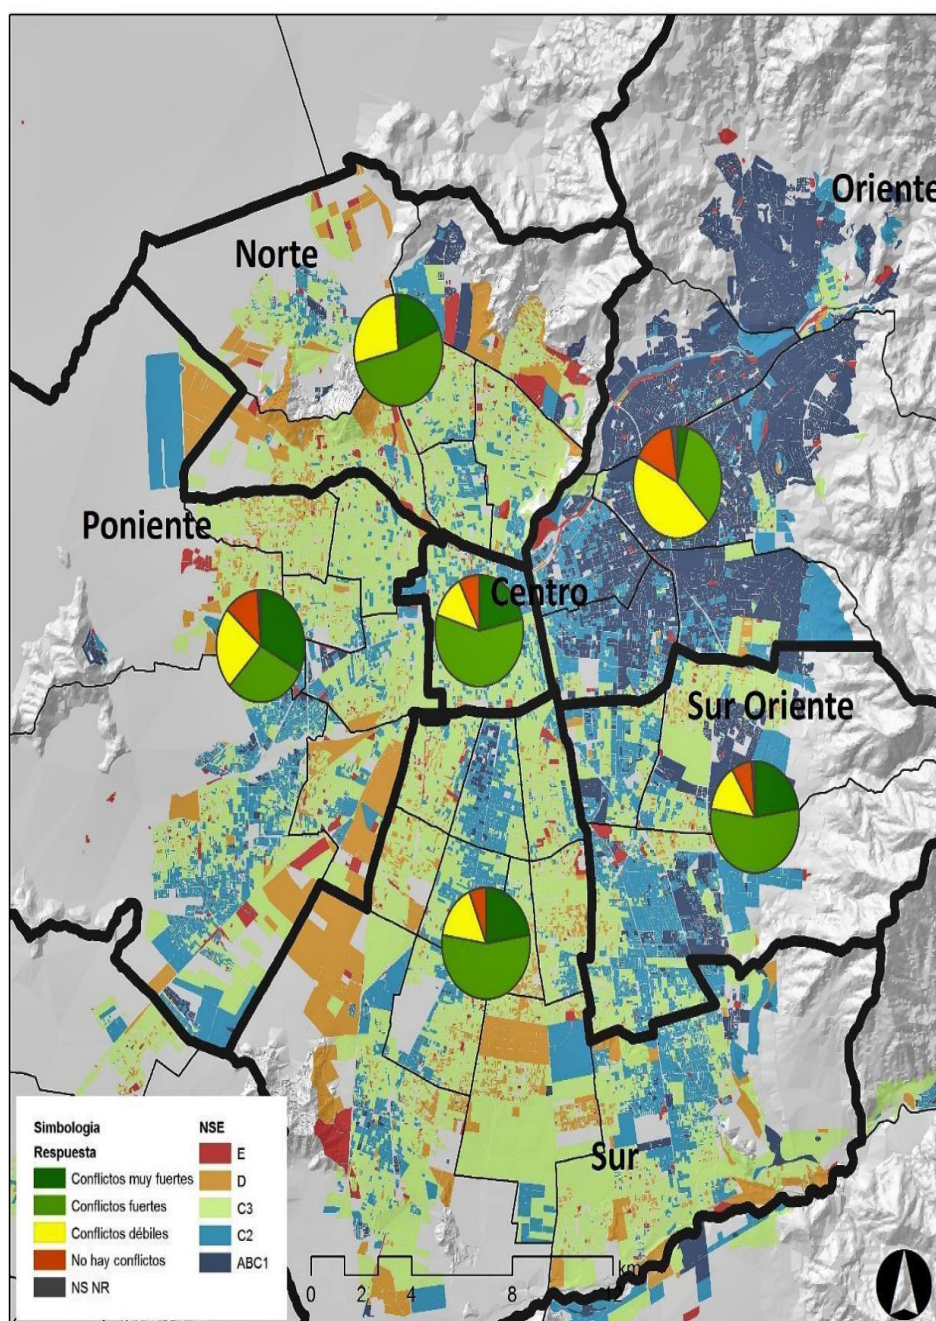 Oriente
Norte
Poniente
Centro
Sur Oriente
Sur
Simbologia
Respuesta
Conflictos muy fuertes
Conflictos fuertes
Conflictos débiles
No hay conflictos
NS NR
NSE
E
D
C3
C2
ABC1
km
0 2 4 8 12